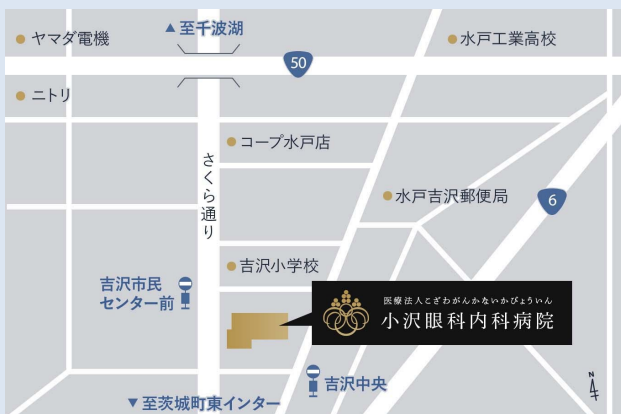 ヤマダ電機
▲至千波湖
水戸工業高校
50
ニトリ
コープ水戸店
さくら通り
水戸吉沢郵便局
6
吉沢小学校
吉沢市民
センター前
医療法人こざわがんかないかびょういん
小沢眼科内科病院
吉沢中央
N
▼至茨城町東インター